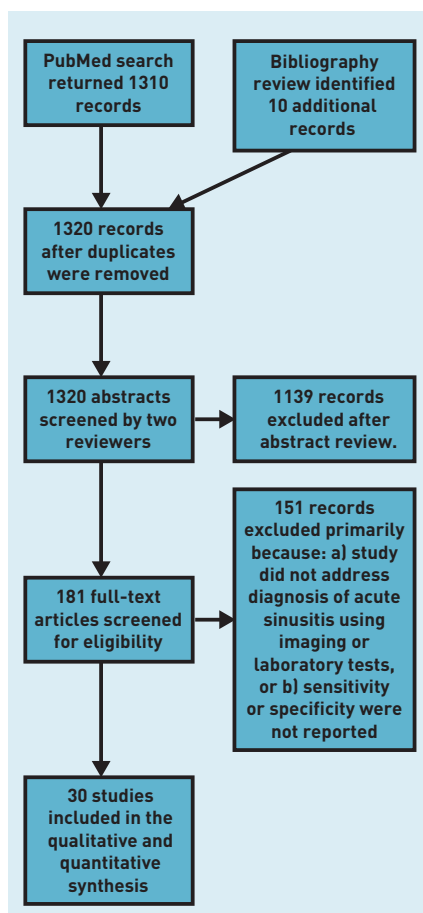 PubMed search
returned 1310
records
Bibliography
review identified
10 additional
records
1320 records
after duplicates
were removed
1320 abstracts
screened by two
reviewers
1139 records
excluded after
abstract review.
151 records
excluded primarily
because: a) study
did not address
diagnosis of acute
sinusitis using
imaging or
laboratory tests,
or b) sensitivity
or specificity were
not reported
181 full-text
articles screened
for eligibility
30 studies
included in the
qualitative and
quantitative
synthesis